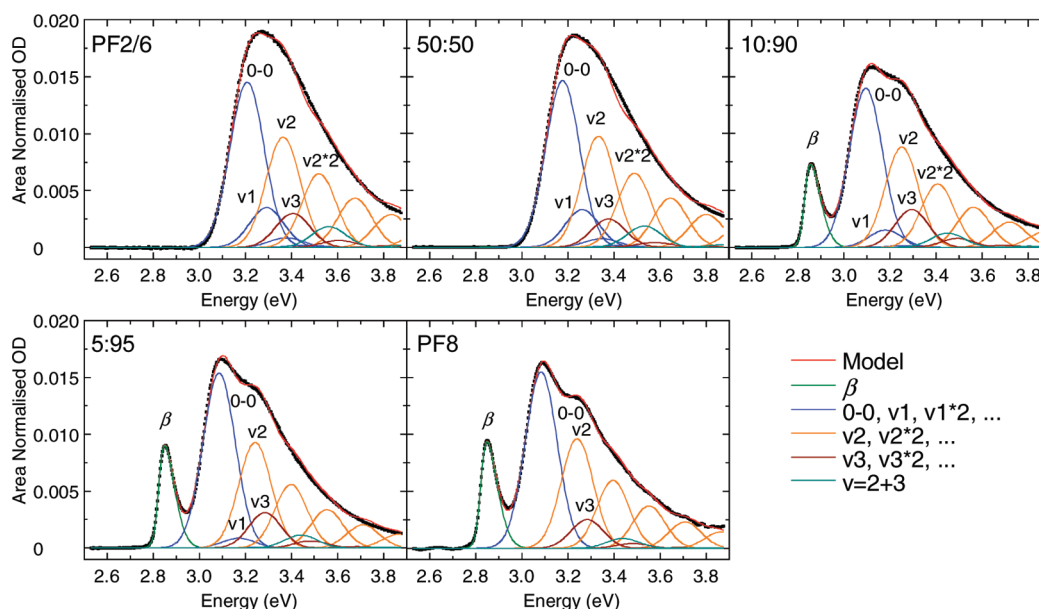 PF2/6
50:50
10:90
Area Normalised OD
0.020
0.015
0.010
0.005
0
0-0
v1
v2
v3
v2*2
0-0
v1
v2
v3
v2*2
β
0-0
v1
v2
v3
v2*2
2.6 2.8 3.0 3.2 3.4 3.6 3.8
2.6 2.8 3.0 3.2 3.4 3.6 3.8
2.6 2.8 3.0 3.2 3.4 3.6 3.8
Energy (eV)
Energy (eV)
Energy (eV)
5:95
PF8
Area Normalised OD
0.020
0.015
0.010
0.005
0
β
0-0
v2
v3
v1
β
0-0
v2
v3
2.6 2.8 3.0 3.2 3.4 3.6 3.8
2.6 2.8 3.0 3.2 3.4 3.6 3.8
Energy (eV)
Energy (eV)
Model
β
0-0, v1, v1*2, ...
v2, v2*2, ...
v3, v3*2, ...
v=2+3